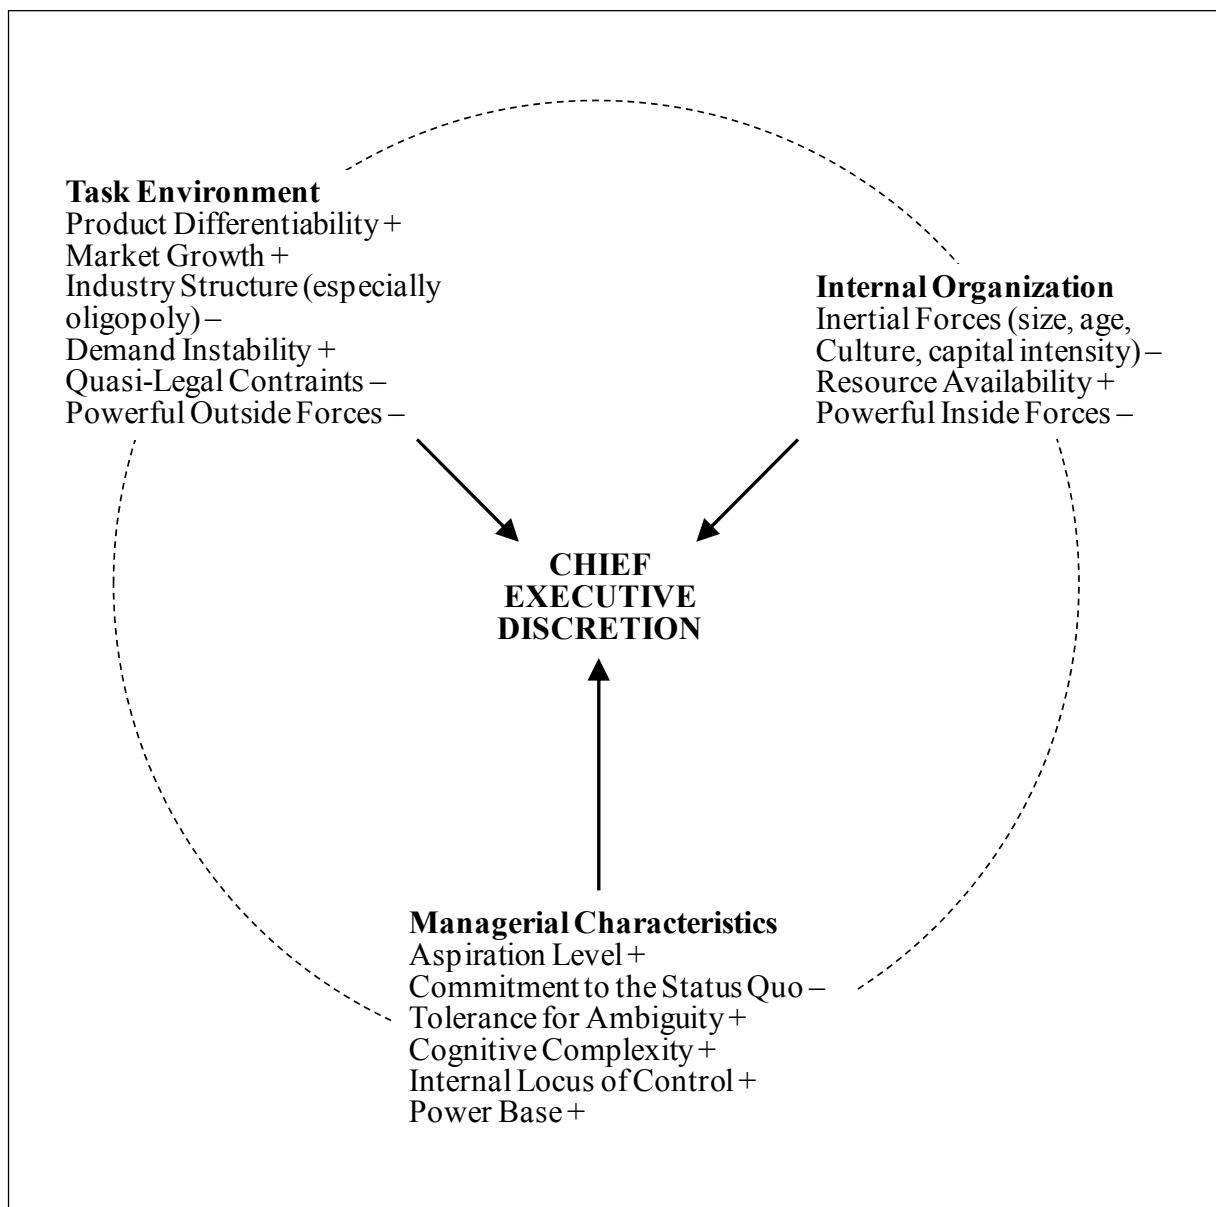 Task Environment
Product Differentiability +
Market Growth +
Industry Structure (especially
oligopoly) –
Demand Instability +
Quasi-Legal Contraints –
Powerful Outside Forces –
Internal Organization
Inertial Forces (size, age,
Culture, capital intensity) –
Resource Availability +
Powerful Inside Forces –
CHIEF
EXECUTIVE
DISCRETION
Managerial Characteristics
Aspiration Level +
Commitment to the Status Quo –
Tolerance for Ambiguity +
Cognitive Complexity +
Internal Locus of Control +
Power Base +